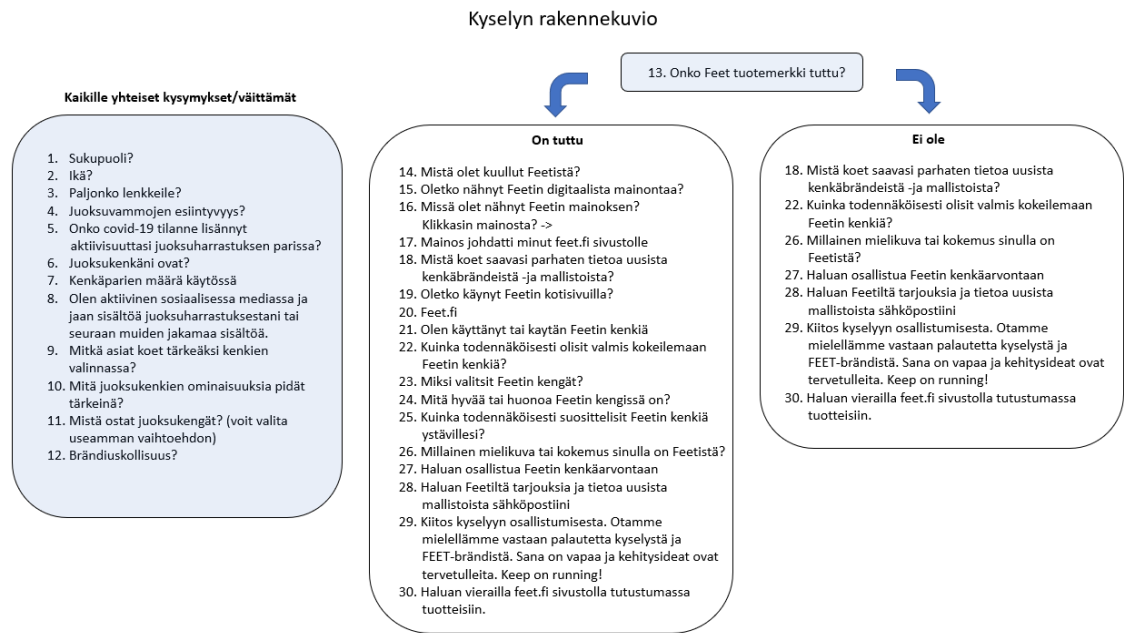 Kyselyn rakennekuvio
13. Onko Feet tuotemerkki tuttu?
Kaikille yhteiset kysymykset/väittämät
1. Sukupuoli?
2. Ikä?
3. Paljonko lenkkeile?
4. Juoksuvammojen esiintyvyys?
5. Onko covid-19 tilanne lisännyt
aktiivisuuttasi juoksuharrastuksen parissa?
6. Juoksukenkäni ovat?
7. Kenkäparien määrä käytössä
8. Olen aktiivinen sosiaalisessa mediassa ja
jaan sisältöä juoksuharrastuksestani tai
seuraan muiden jakamaa sisältöä.
9. Mitkä asiat koet tärkeäksi kenkien
valinnassa?
10. Mitä juoksukenkien ominaisuuksia pidät
tärkeinä?
11. Mistä ostat juoksukengät? (voit valita
useamman vaihtoehdon)
12. Brändiuskollisuus?
On tuttu
14. Mistä olet kuullut Feetistä?
15. Oletko nähnyt Feetin digitaalista mainontaa?
16. Missä olet nähnyt Feetin mainoksen?
Klikkasin mainosta? ->
17. Mainos johdatti minut feet.fi sivustolle
18. Mistä koet saavasi parhaten tietoa uusista
kenkäbrändeistä -ja mallistoista?
19. Oletko käynyt Feetin kotisivuilla?
20. Feet.fi
21. Olen käyttänyt tai kaytän Feetin kenkiä
22. Kuinka todennäköisesti olisit valmis kokeilemaan
Feetin kenkiä?
23. Miksi valitsit Feetin kengät?
24. Mitä hyvää tai huonoa Feetin kengissä on?
25. Kuinka todennäköisesti suosittelisit Feetin kenkiä
ystävillesi?
26. Millainen mielikuva tai kokemus sinulla on Feetistä?
27. Haluan osallistua Feetin kenkäarvontaan
28. Haluan Feetiltä tarjouksia ja tietoa uusista
mallistoista sähköpostiini
29. Kiitos kyselyyn osallistumisesta. Otamme
mielellämme vastaan palautetta kyselystä ja
FEET-brändistä. Sana on vapaa ja kehitysideat ovat
tervetulleita. Keep on running!
30. Haluan vierailla feet.fi sivustolla tutustumassa
tuotteisiin.
Ei ole
18. Mistä koet saavasi parhaten tietoa uusista
kenkäbrändeistä -ja mallistoista?
22. Kuinka todennäköisesti olisit valmis kokeilemaan
Feetin kenkiä?
26. Millainen mielikuva tai kokemus sinulla on
Feetistä?
27. Haluan osallistua Feetin kenkäarvontaan
28. Haluan Feetiltä tarjouksia ja tietoa uusista
mallistoista sähköpostiini
29. Kiitos kyselyyn osallistumisesta. Otamme
mielellämme vastaan palautetta kyselystä ja
FEET-brändistä. Sana on vapaa ja kehitysideat ovat
tervetulleita. Keep on running!
30. Haluan vierailla feet.fi sivustolla tutustumassa
tuotteisiin.